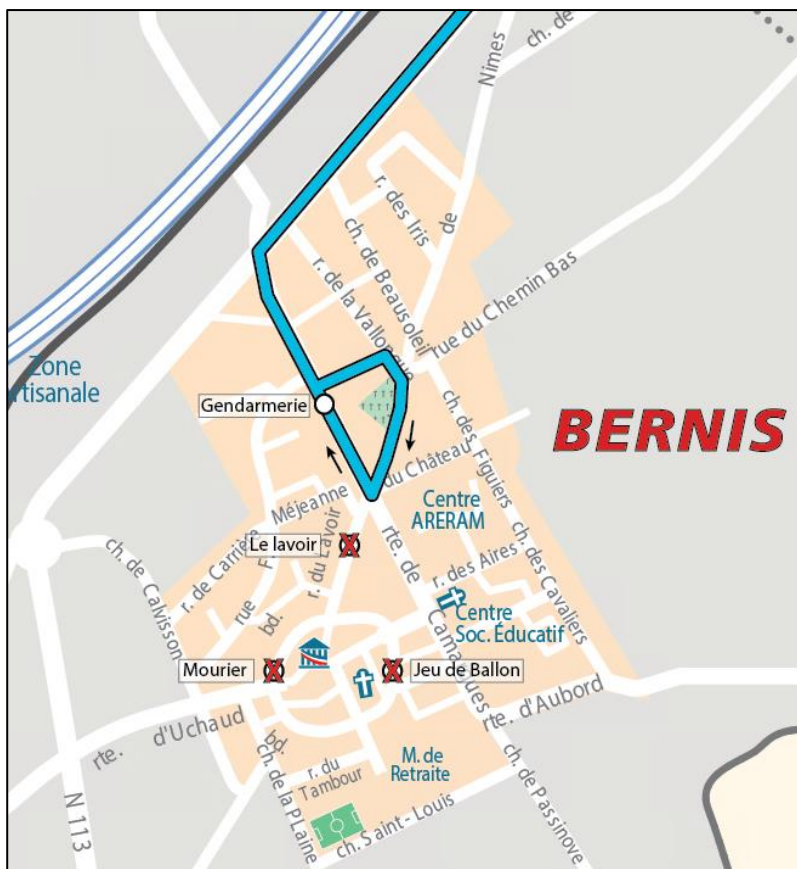 ch. de
Nimes
de
r. des Iris
ch. de Beausoleil
r. de la Vallongue
rue du Chemin Bas
Zone
rtisanale
Gendarmerie
BERNIS
ch. des Figuiers
Méjeanne
du Château
Centre
ARERAM
r. de Carrière
Le lavoir
r. du Lavoir
rte. de
Camargues
r. des Aires
ch. des Cavaliers
ch. de Calvisson
rue
bd.
Centre
Soc. Éducatif
Mourier
Jeu de Ballon
rte. d'Uchaud
rte. d'Aubord
bd.
M. de
Retraite
r. du
Tambour
ch. de la PLaine
ch. Saint-Louis
ch. de Passinove
N 113